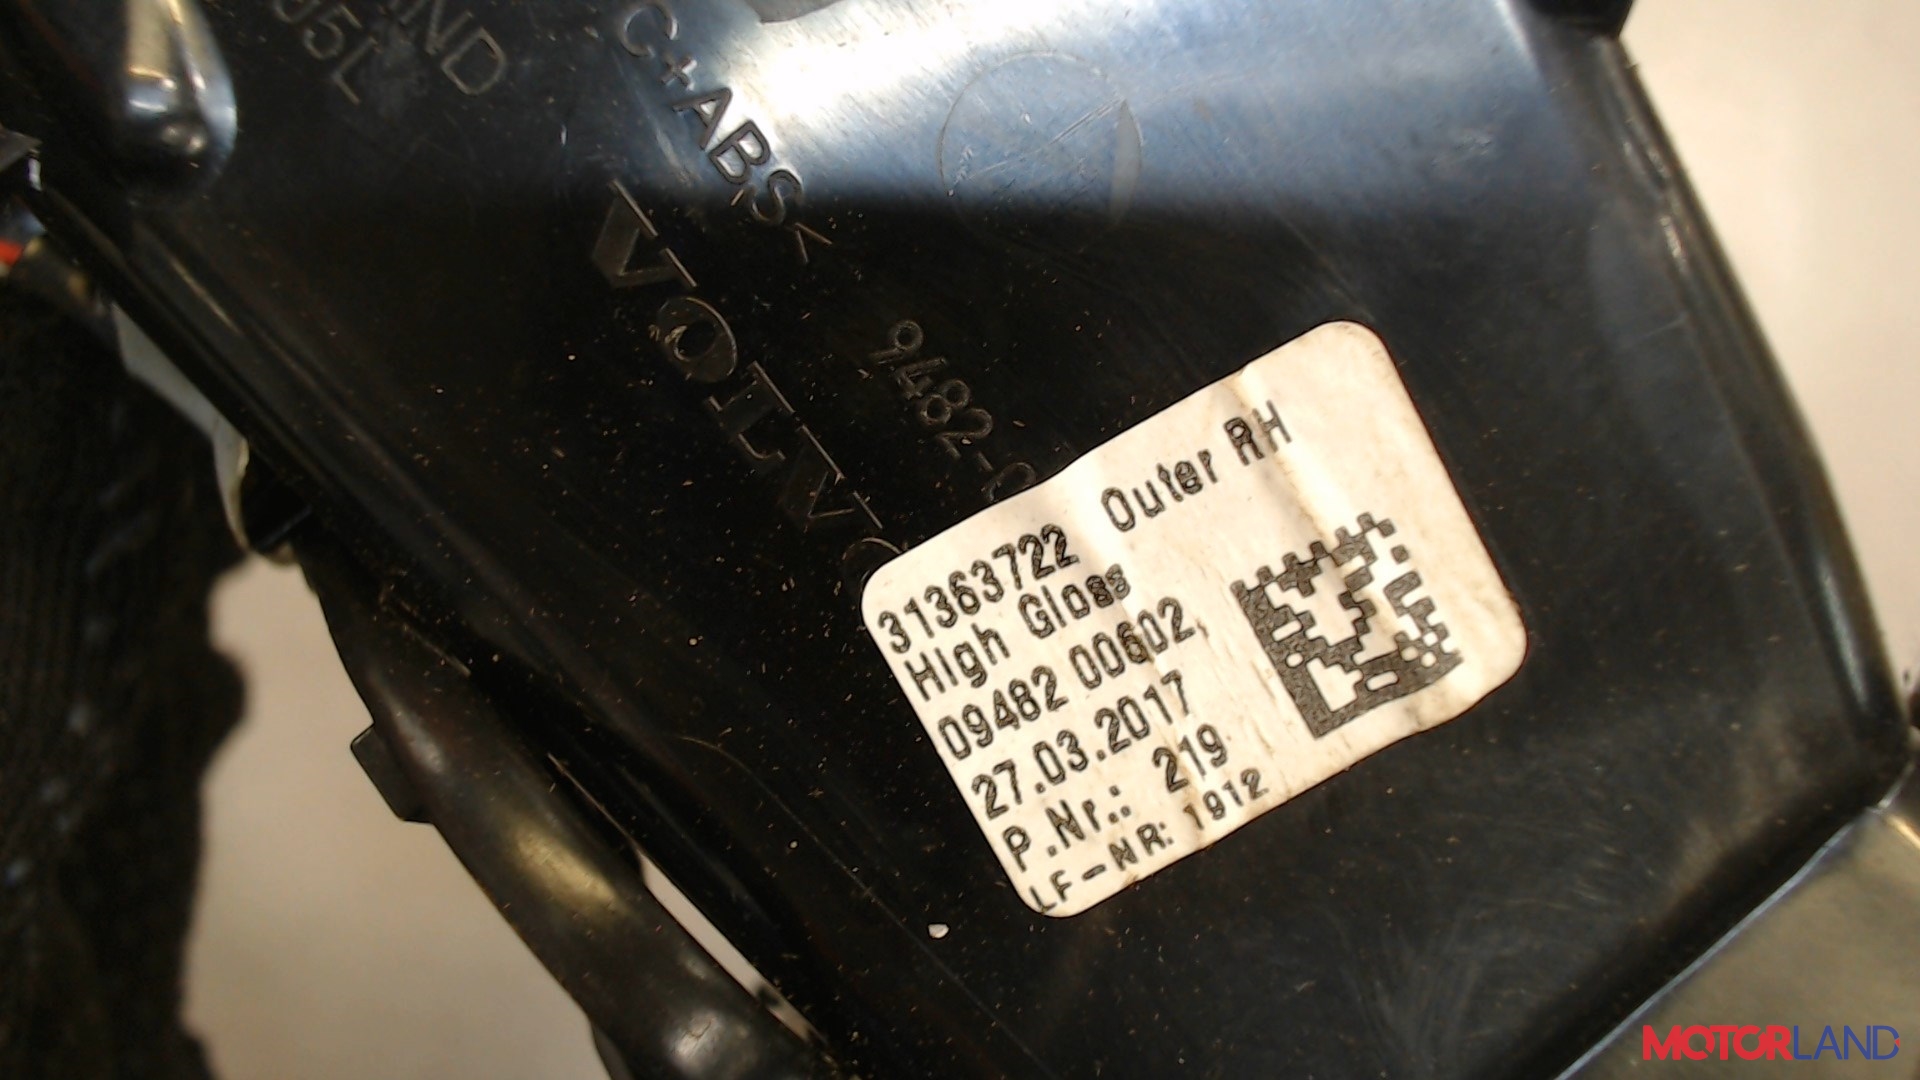 C+ABS<
VOLVO
9482-
31363722 Outer RH
High Gloss
09482 00602
27.03.2017
P.Nr.: 219
LF-NR: 1912
MOTORLAND